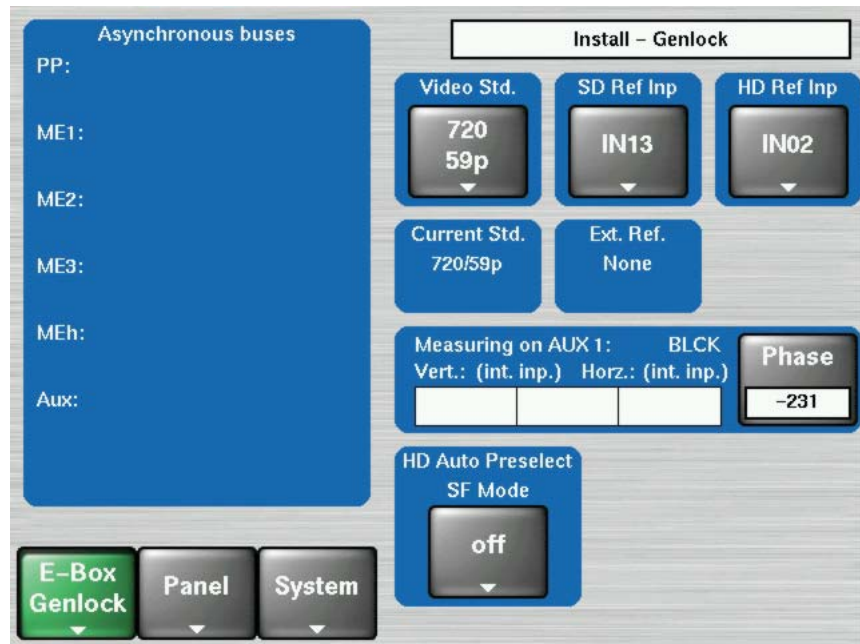 Asynchronous buses
PP:
ME1:
ME2:
ME3:
MEh:
Aux:
Install – Genlock
Video Std.
720
59p
SD Ref Inp
IN13
HD Ref Inp
IN02
Current Std.
720/59p
Ext. Ref.
None
Measuring on AUX 1: BLCK
Vert.: (int. inp.) Horz.: (int. inp.)
Phase
–231
HD Auto Preselect
SF Mode
off
E–Box
Genlock
Panel
System